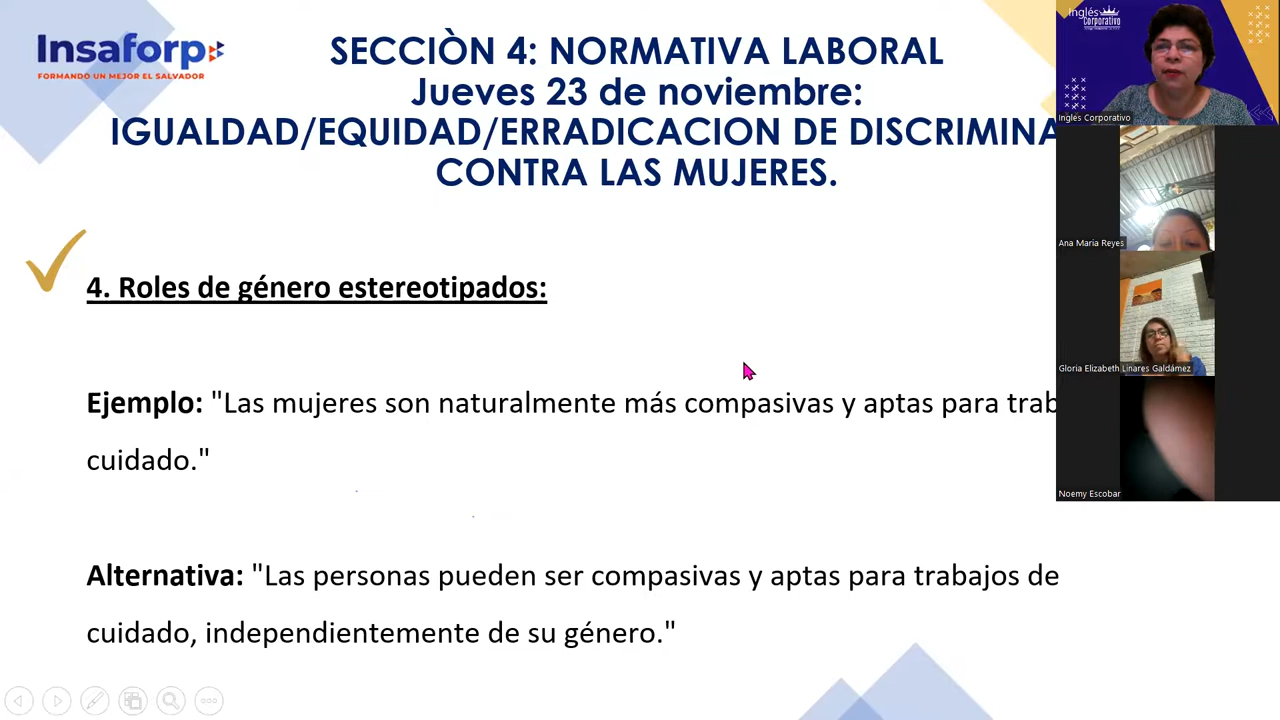 Insaforp
FORMANDO UN MEJOR EL SALVADOR
SECCIÒN 4: NORMATIVA LABORAL
Jueves 23 de noviembre:
IGUALDAD/EQUIDAD/ERRADICACION DE DISCRIMINA
CONTRA LAS MUJERES.
4. Roles de género estereotipados:
Ejemplo: "Las mujeres son naturalmente más compasivas y aptas para trab
cuidado."
Alternativa: "Las personas pueden ser compasivas y aptas para trabajos de
cuidado, independientemente de su género."
Inglés
Corporativo
Inglés Corporativo
Ana Maria Reyes
Gloria Elizabeth Linares Galdámez
Noemy Escobar